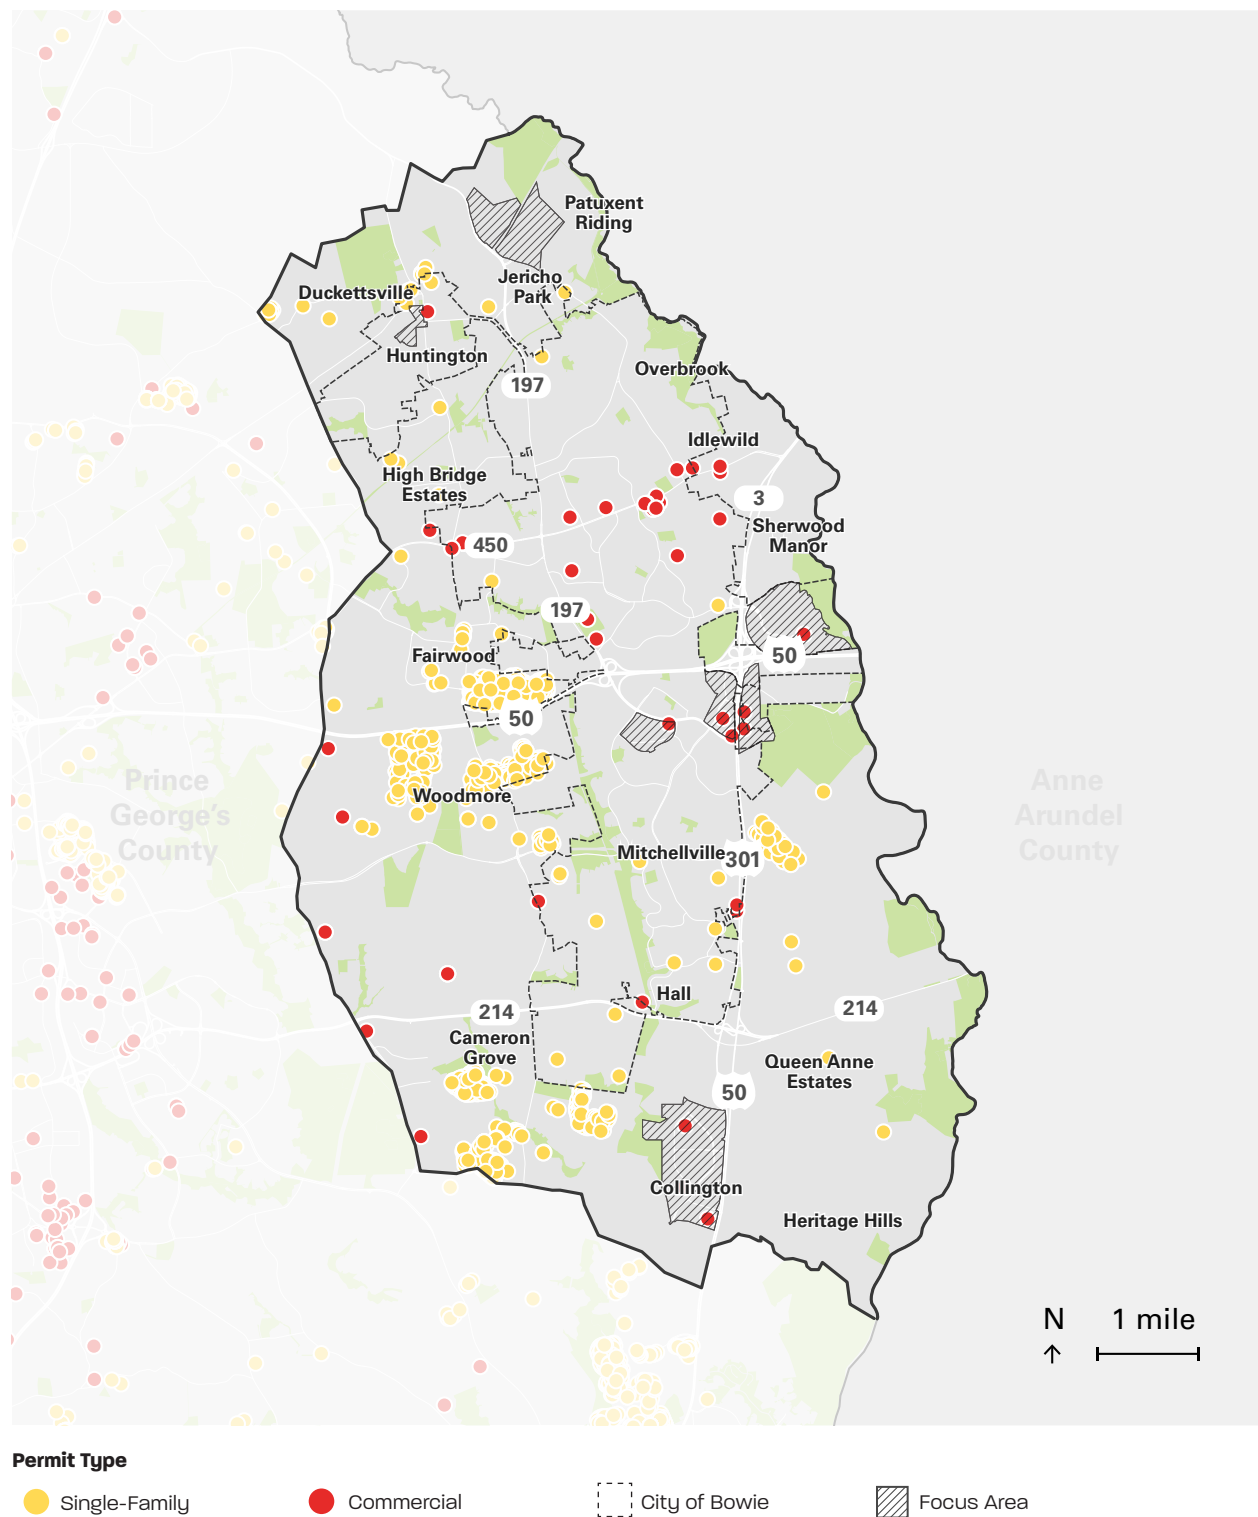 Patuxent
Riding
Jericho
Park
Duckettsville
Huntington
Overbrook
197
Idlewild
High Bridge
Estates
3
Sherwood
Manor
450
197
Fairwood
50
50
Prince
George's
County
Woodmore
Anne
Arundel
County
Mitchellville
301
Hall
214
214
Cameron
Grove
Queen Anne
Estates
50
Collington
Heritage Hills
N
1 mile
Permit Type
Single-Family
Commercial
City of Bowie
Focus Area